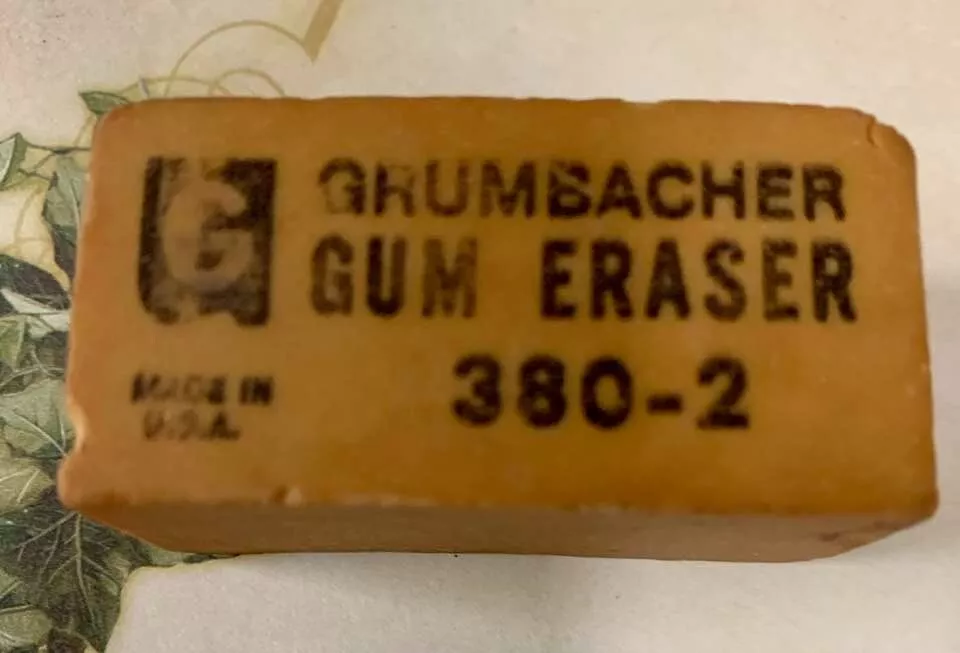 G
GRUMBACHER
GUM ERASER
380-2
MADE IN
U.S.A.